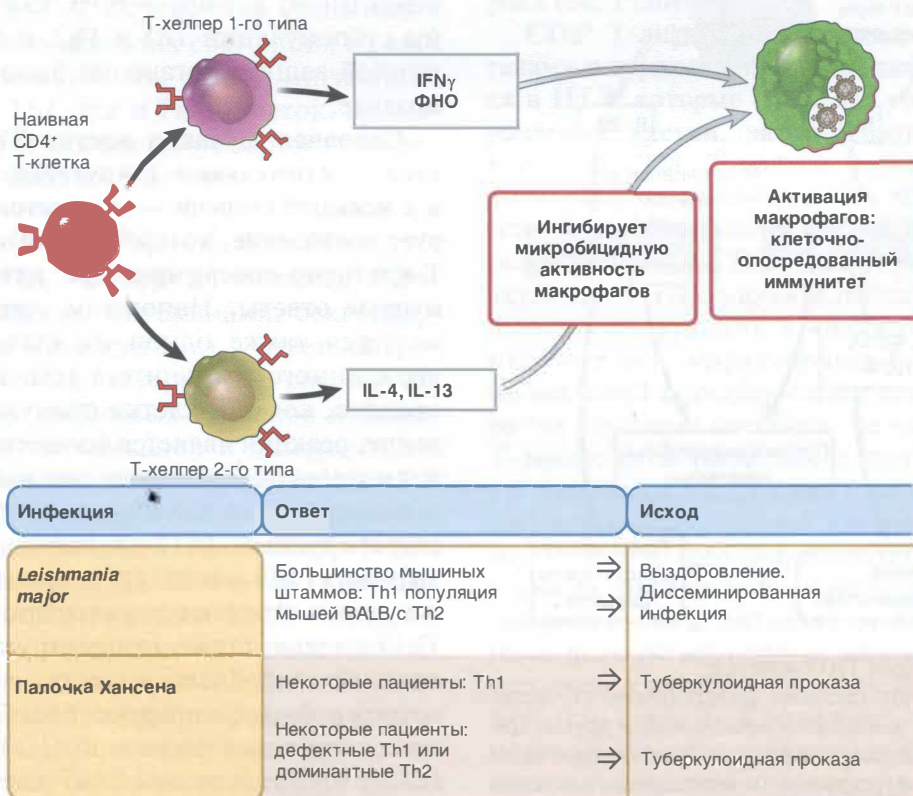 Т-хелпер 1-го типа
Наивная
CD4+
Т-клетка
IFNγ
ФНО
Ингибирует
микробицидную
активность
макрофагов
Активация
макрофагов:
клеточно-
опосредованный
иммунитет
IL-4, IL-13
Т-хелпер 2-го типа
Инфекция
Ответ
Исход
Leishmania
major
Большинство мышиных
штаммов: Th1 популяция
мышей BALB/c Th2
⇒ Выздоровление.
⇒ Диссеминированная
инфекция
Палочка Хансена
Некоторые пациенты: Th1
⇒ Туберкулоидная проказа
Некоторые пациенты:
дефектные Th1 или
доминантные Th2
⇒ Туберкулоидная проказа